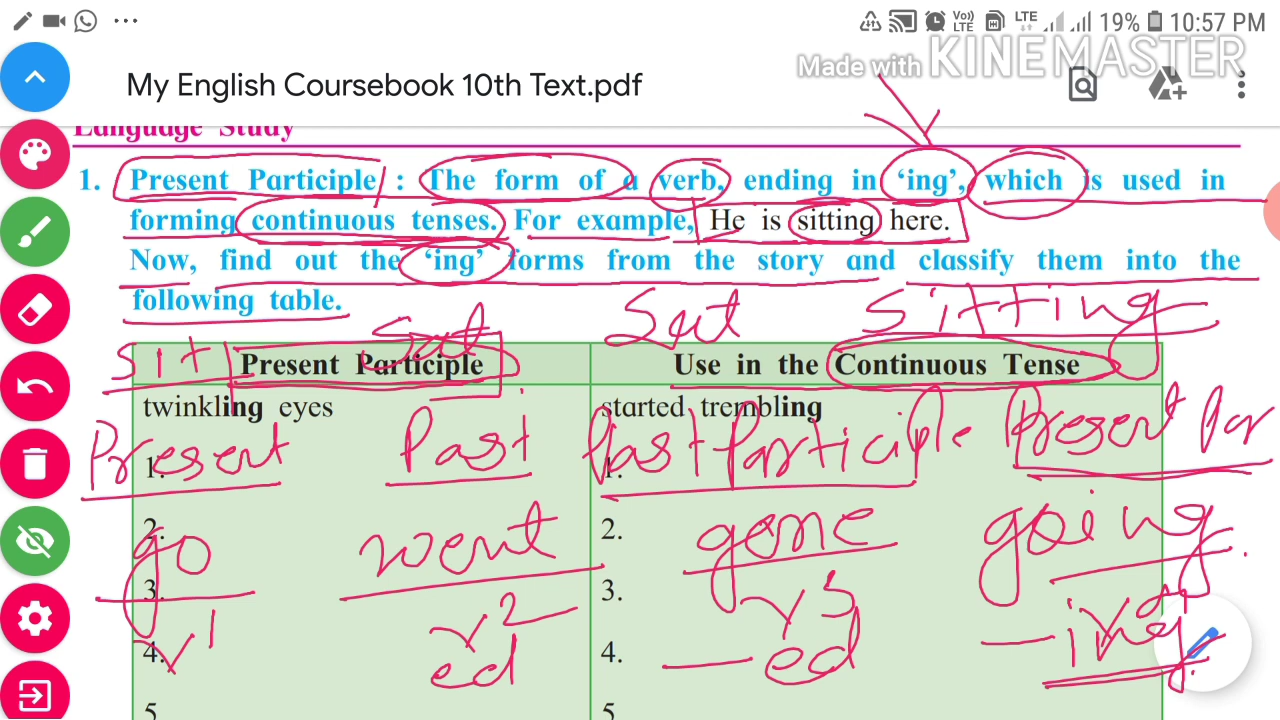 19% 10:57 PM
Made with KINEMASTER
My English Coursebook 10th Text.pdf
Language Study
1. Present Participle : The form of a verb, ending in ‘ing’, which is used in
forming continuous tenses. For example, He is sitting here.
Now, find out the ‘ing’ forms from the story and classify them into the
following table.
Sit Sat Sat Sitting
Present Participle Use in the Continuous Tense
twinkling eyes started trembling
Present Past Past Participle Present Par
1. 1.
2. 2.
go went gone going
3. 3.
v1 v2 v3 v4
4. 4.
ed ed ing
5 5